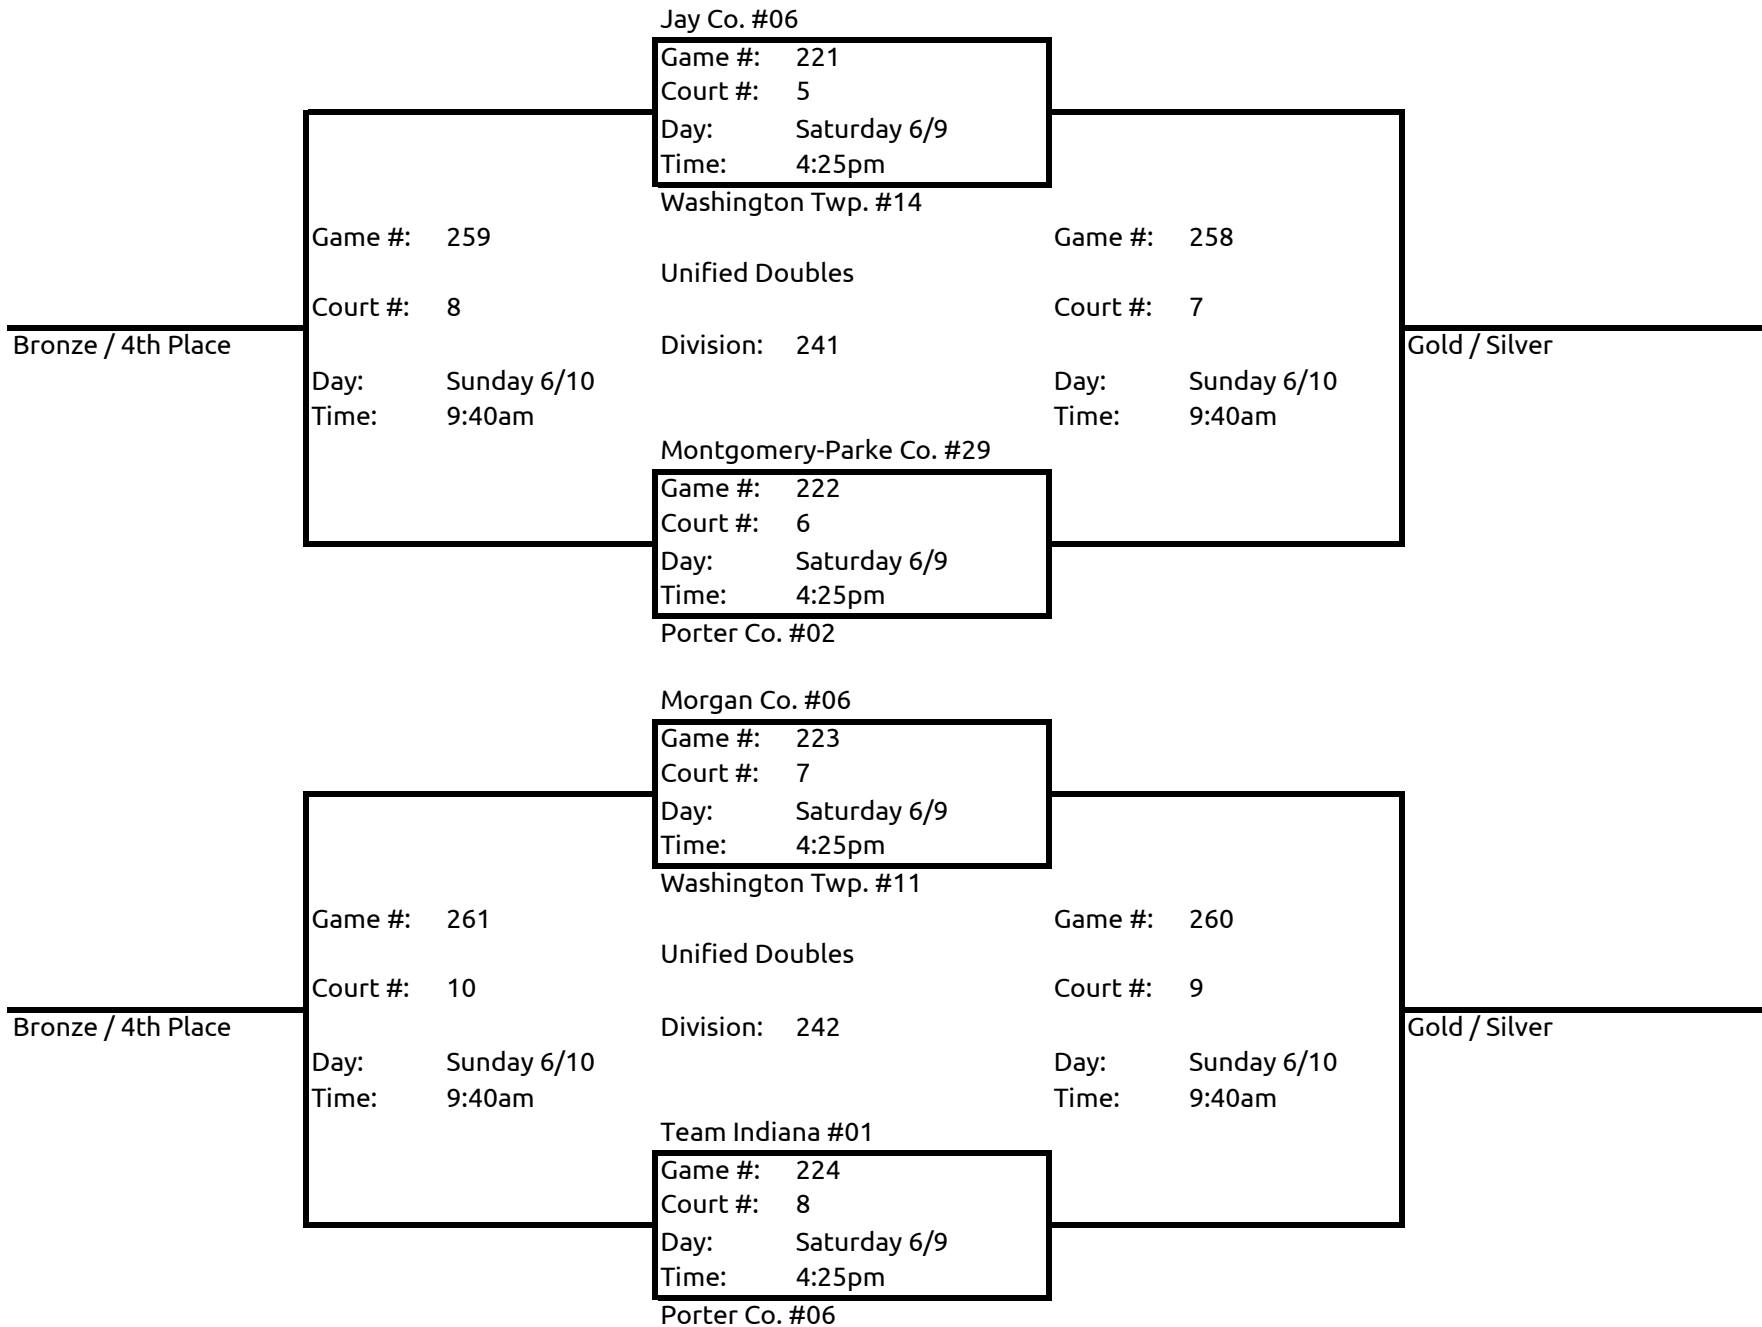 Jay Co. #06
Game #: 221
Court #: 5
Day: Saturday 6/9
Time: 4:25pm
Washington Twp. #14
Game #: 259
Game #: 258
Unified Doubles
Court #: 8
Court #: 7
Bronze / 4th Place
Division: 241
Gold / Silver
Day: Sunday 6/10
Day: Sunday 6/10
Time: 9:40am
Time: 9:40am
Montgomery-Parke Co. #29
Game #: 222
Court #: 6
Day: Saturday 6/9
Time: 4:25pm
Porter Co. #02
Morgan Co. #06
Game #: 223
Court #: 7
Day: Saturday 6/9
Time: 4:25pm
Washington Twp. #11
Game #: 261
Game #: 260
Unified Doubles
Court #: 10
Court #: 9
Bronze / 4th Place
Division: 242
Gold / Silver
Day: Sunday 6/10
Day: Sunday 6/10
Time: 9:40am
Time: 9:40am
Team Indiana #01
Game #: 224
Court #: 8
Day: Saturday 6/9
Time: 4:25pm
Porter Co. #06